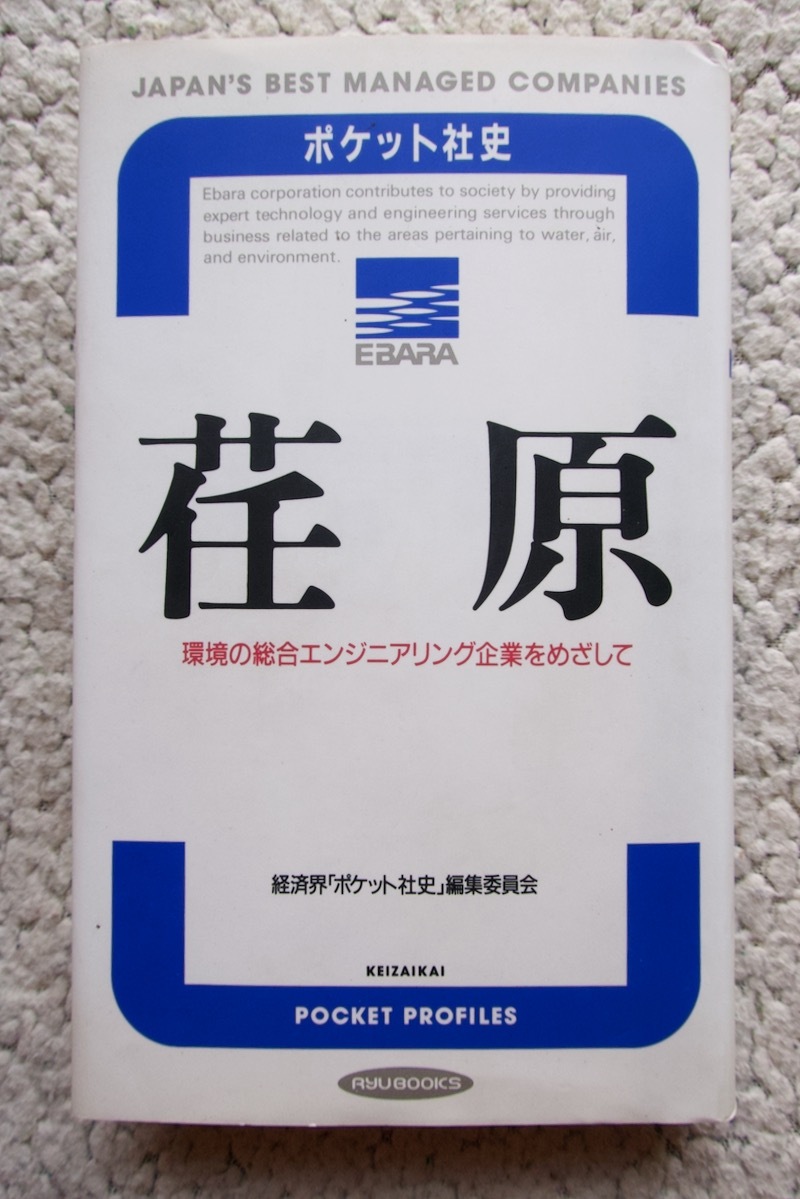 JAPAN'S BEST MANAGED COMPANIES
ポケット社史
Ebara corporation contributes to society by providing
expert technology and engineering services through
business related to the areas pertaining to water, air,
and environment.
EBARA
荏原
環境の総合エンジニアリング企業をめざして
経済界「ポケット社史」編集委員会
KEIZAIKAI
POCKET PROFILES
RYU BOOKS